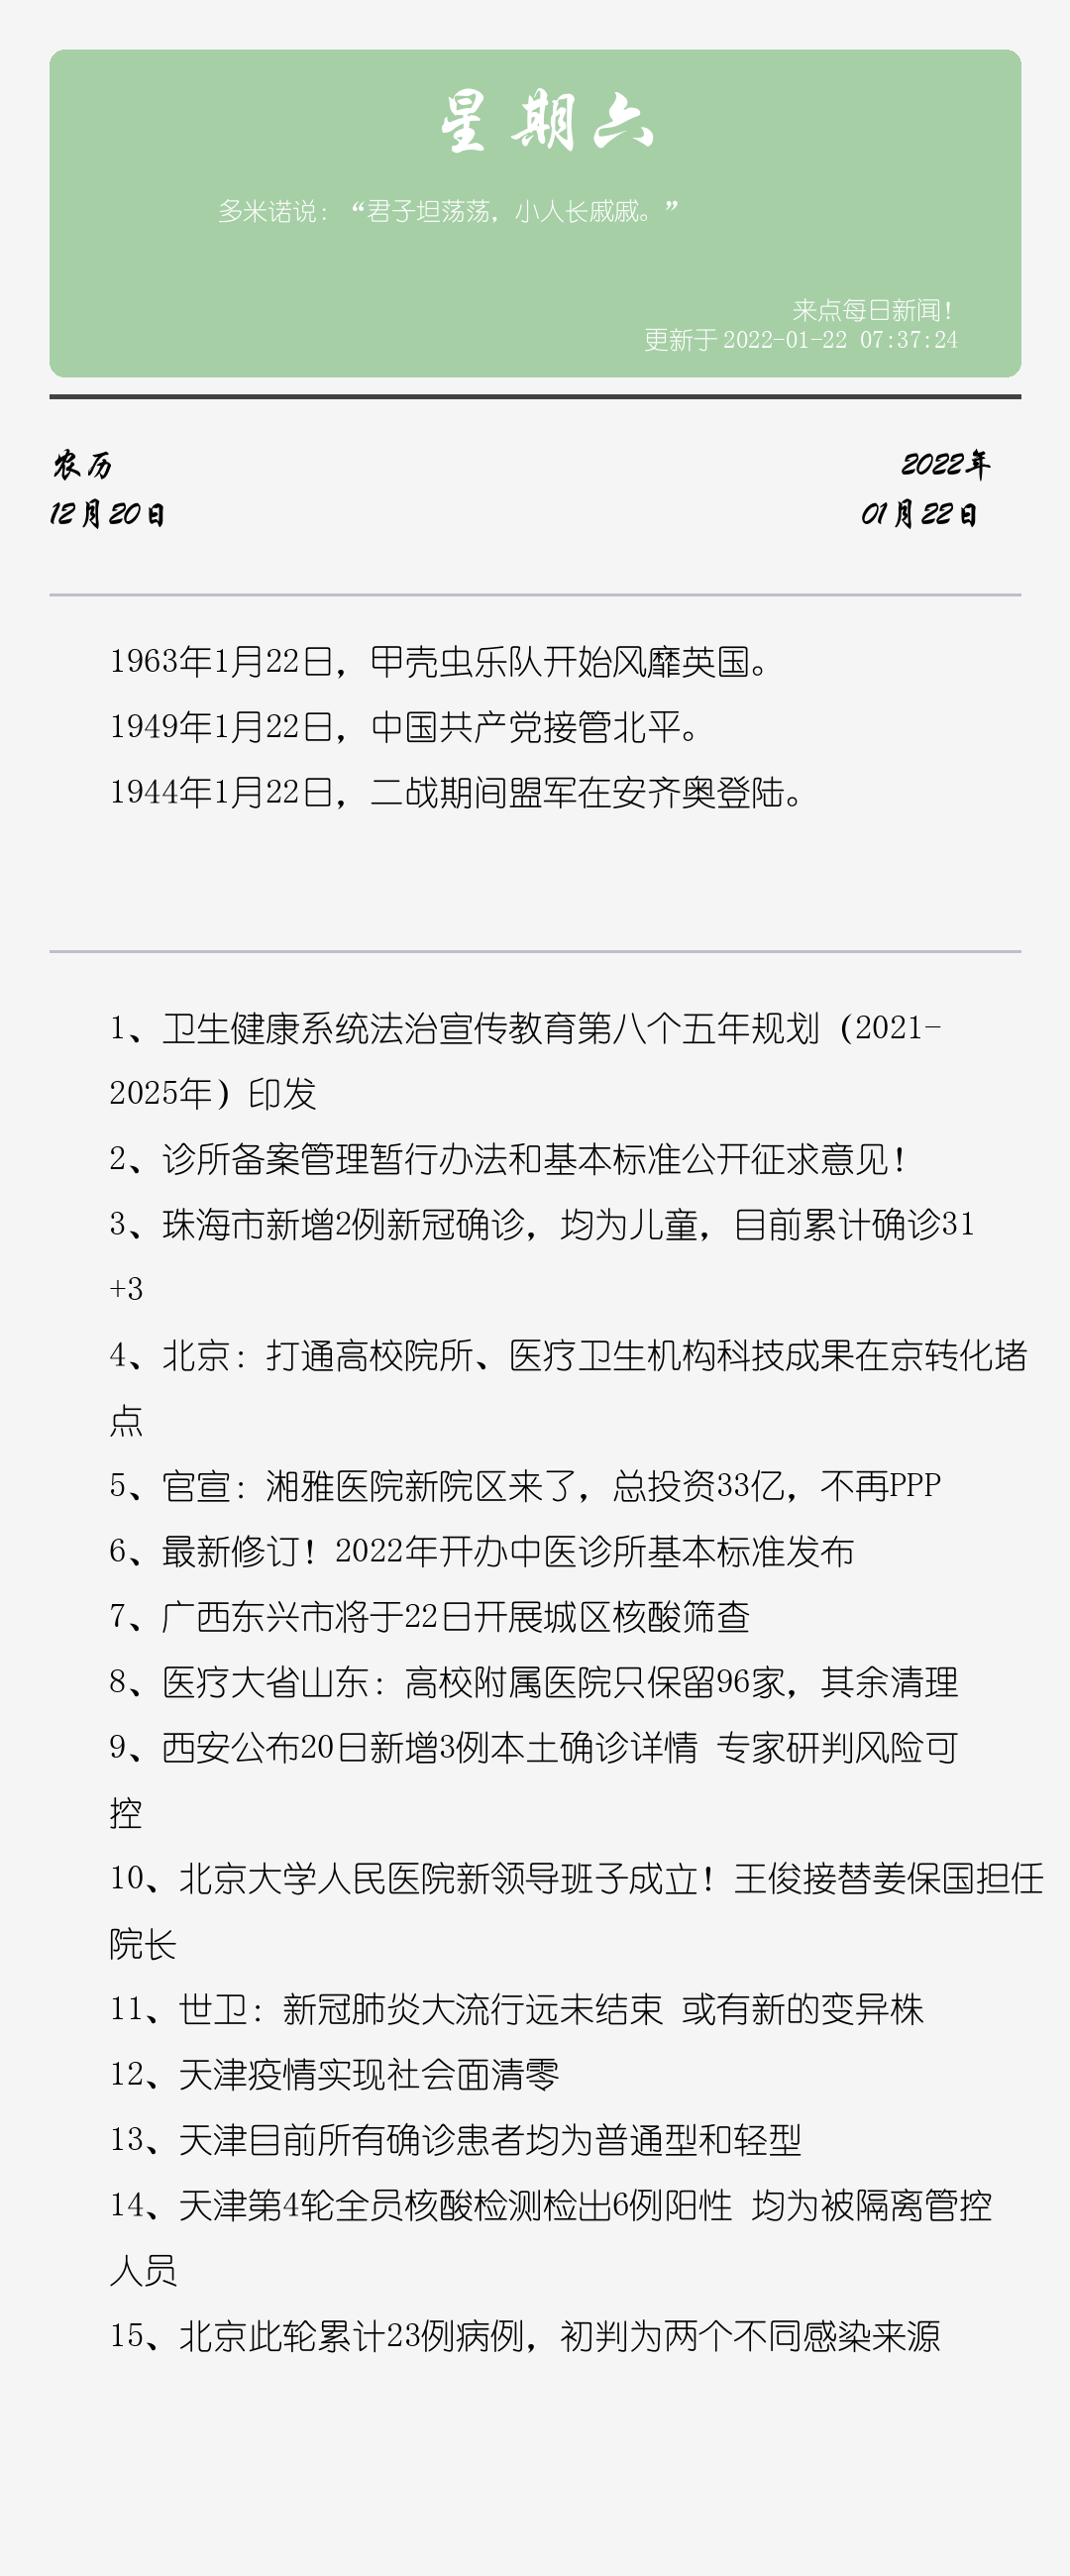 星期六
多米诺说：“君子坦荡荡，小人长戚戚。”
来点每日新闻！
更新于 2022-01-22 07:37:24
农历
2022年
12月20日
01月22日
1963年1月22日，甲壳虫乐队开始风靡英国。
1949年1月22日，中国共产党接管北平。
1944年1月22日，二战期间盟军在安齐奥登陆。
1、卫生健康系统法治宣传教育第八个五年规划（2021-
2025年）印发
2、诊所备案管理暂行办法和基本标准公开征求意见！
3、珠海市新增2例新冠确诊，均为儿童，目前累计确诊31
+3
4、北京：打通高校院所、医疗卫生机构科技成果在京转化堵
点
5、官宣：湘雅医院新院区来了，总投资33亿，不再PPP
6、最新修订！2022年开办中医诊所基本标准发布
7、广西东兴市将于22日开展城区核酸筛查
8、医疗大省山东：高校附属医院只保留96家，其余清理
9、西安公布20日新增3例本土确诊详情 专家研判风险可
控
10、北京大学人民医院新领导班子成立！王俊接替姜保国担任
院长
11、世卫：新冠肺炎大流行远未结束 或有新的变异株
12、天津疫情实现社会面清零
13、天津目前所有确诊患者均为普通型和轻型
14、天津第4轮全员核酸检测检出6例阳性 均为被隔离管控
人员
15、北京此轮累计23例病例，初判为两个不同感染来源